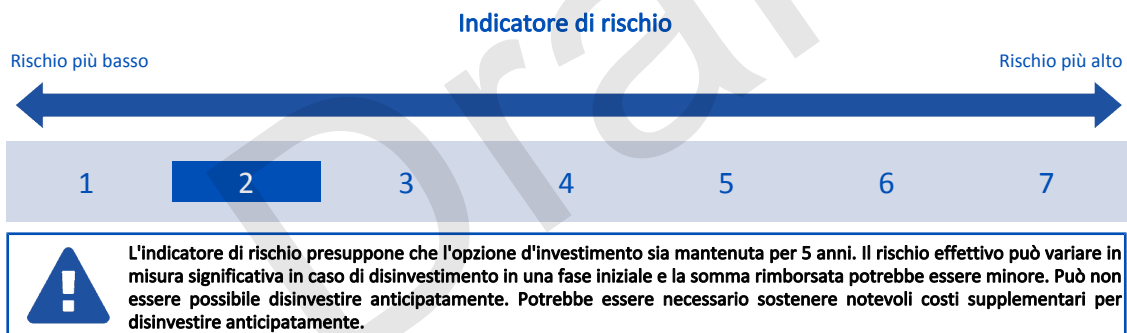 Indicatore di rischio
Rischio più basso
Rischio più alto
1 2 3 4 5 6 7
L'indicatore di rischio presuppone che l'opzione d'investimento sia mantenuta per 5 anni. Il rischio effettivo può variare in
misura significativa in caso di disinvestimento in una fase iniziale e la somma rimborsata potrebbe essere minore. Può non
essere possibile disinvestire anticipatamente. Potrebbe essere necessario sostenere notevoli costi supplementari per
disinvestire anticipatamente.